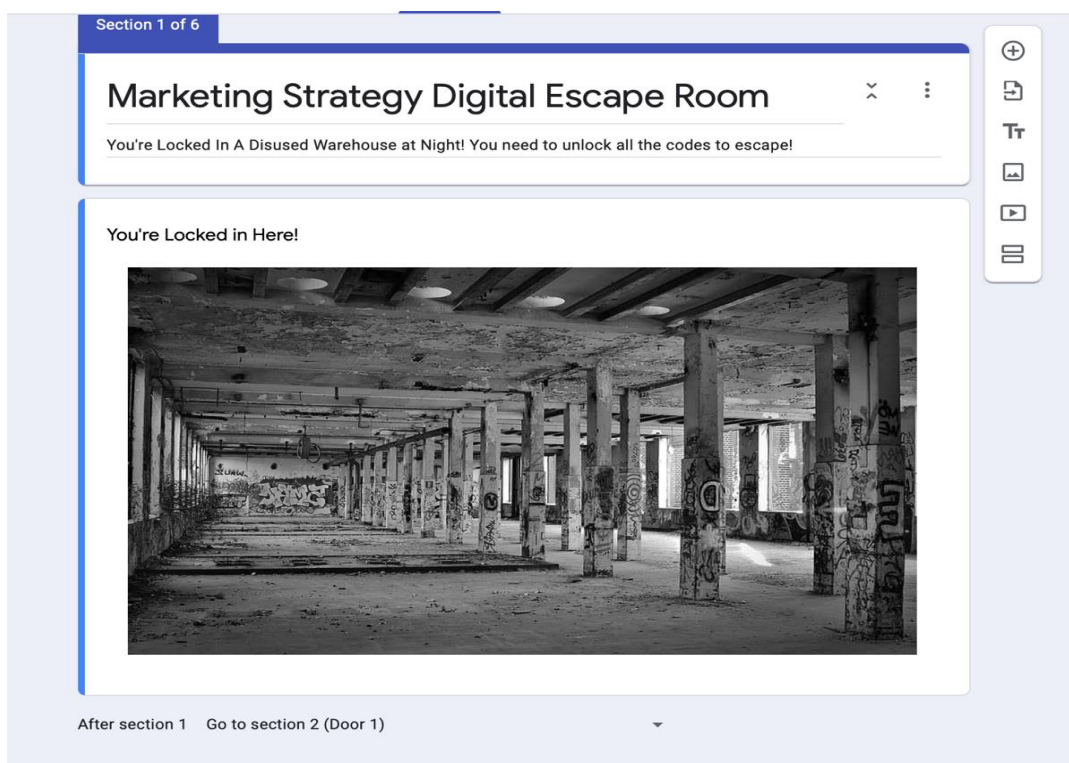 Section 1 of 6
Marketing Strategy Digital Escape Room
You're Locked In A Disused Warehouse at Night! You need to unlock all the codes to escape!
You're Locked in Here!
After section 1 Go to section 2 (Door 1)